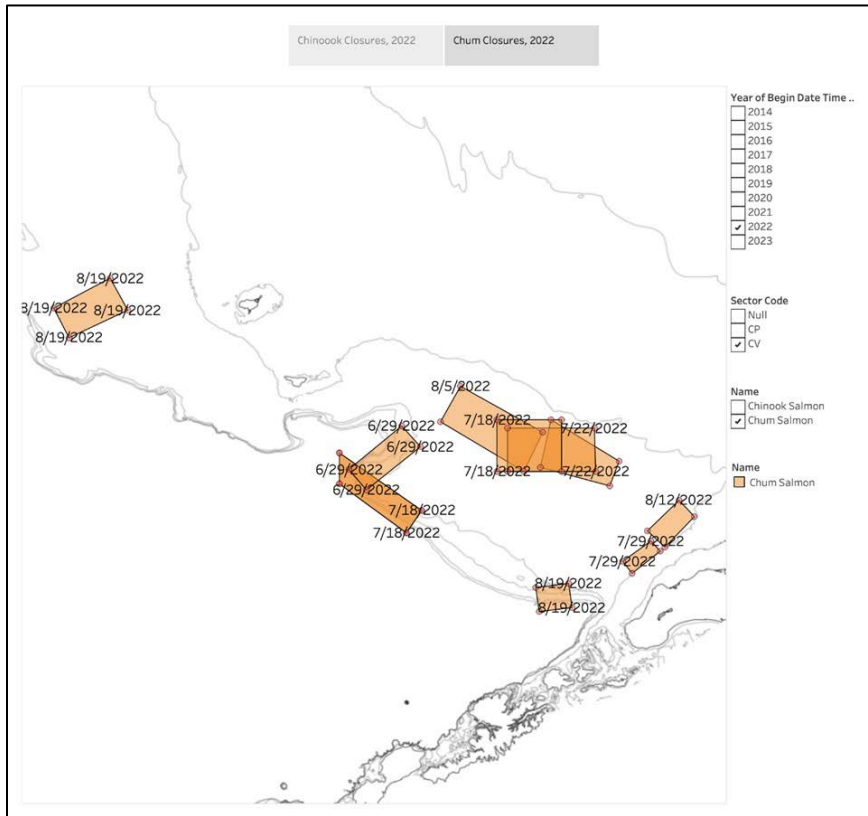 Chinoook Closures, 2022
Chum Closures, 2022
Year of Begin Date Time ..
2014
2015
2016
2017
2018
2019
2020
2021
2022
2023
Sector Code
Null
CP
CV
Name
Chinook Salmon
Chum Salmon
Name
Chum Salmon
8/19/2022
8/19/2022
8/19/2022
8/19/2022
8/5/2022
7/18/2022
7/22/2022
6/29/2022
6/29/2022
6/29/2022
7/18/2022
7/22/2022
6/29/2022
8/12/2022
7/18/2022
7/18/2022
7/29/2022
7/29/2022
8/19/2022
8/19/2022